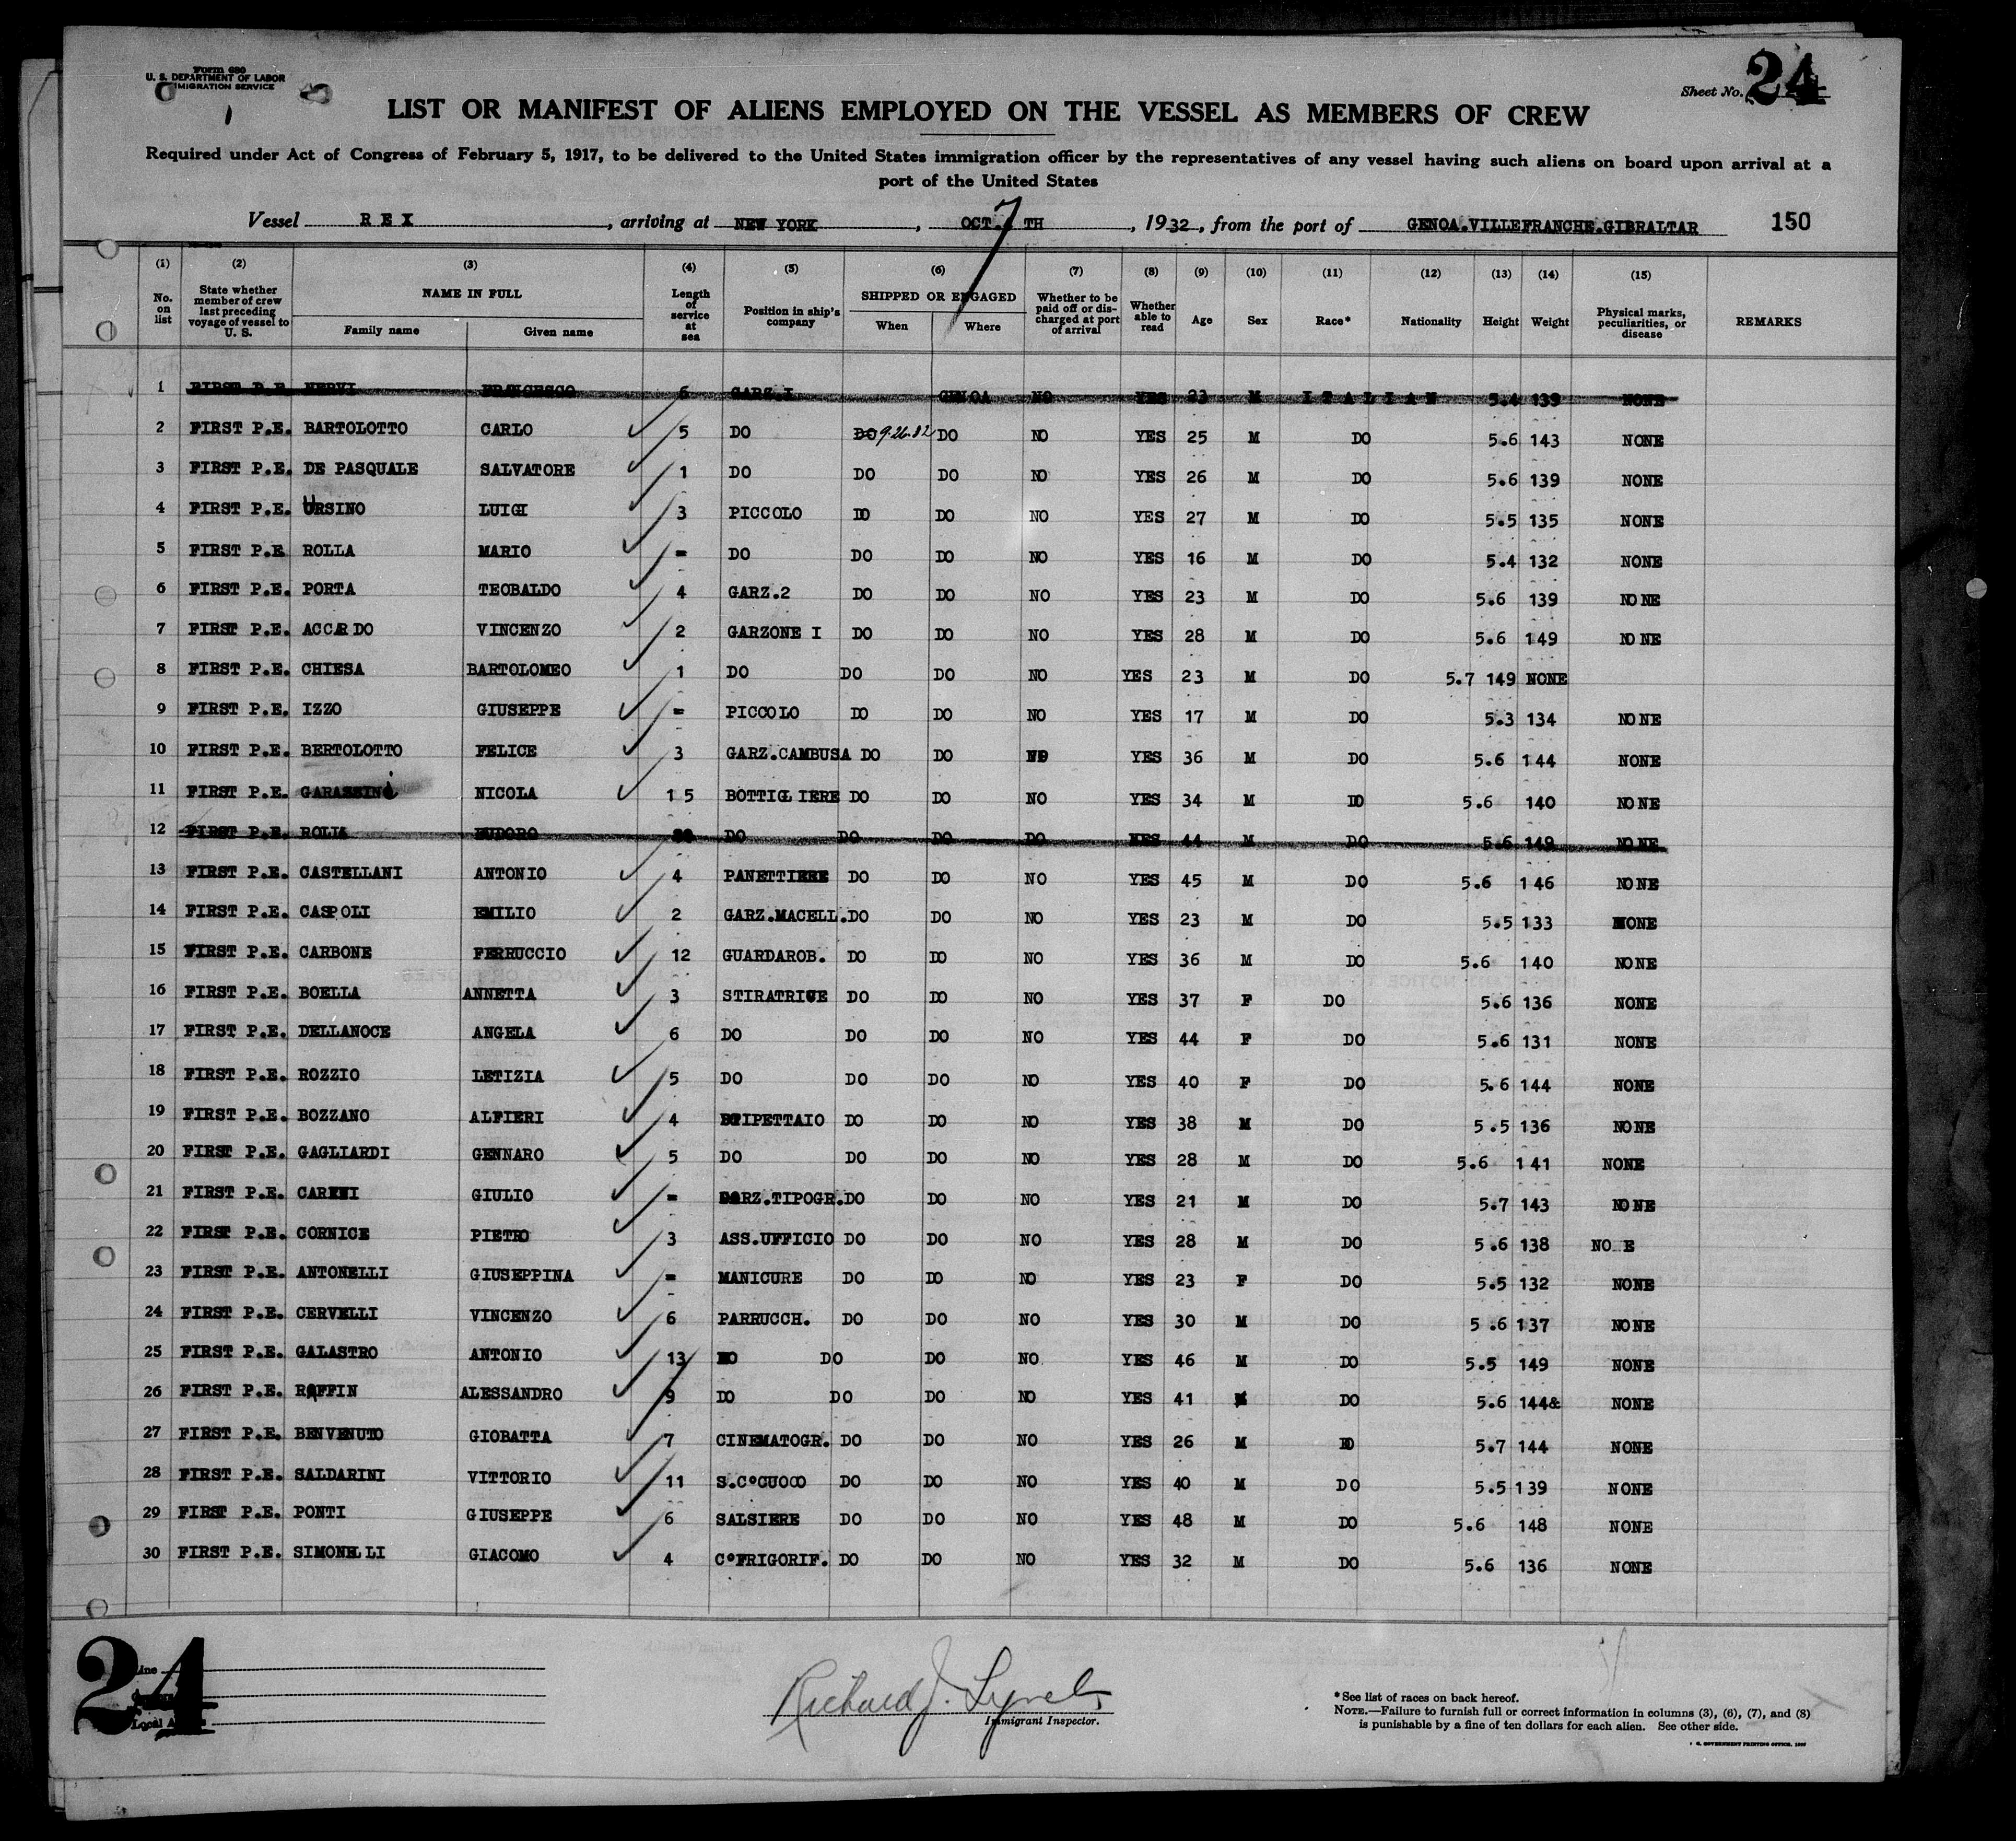 Form 680
U. S. DEPARTMENT OF LABOR
IMMIGRATION SERVICE
Sheet No. 24
LIST OR MANIFEST OF ALIENS EMPLOYED ON THE VESSEL AS MEMBERS OF CREW
Required under Act of Congress of February 5, 1917, to be delivered to the United States immigration officer by the representatives of any vessel having such aliens on board upon arrival at a
port of the United States
Vessel REX, arriving at NEW YORK, OCT. 7 TH, 1932, from the port of GENOA.VILLEFRANCHE.GIBRALTAR 150
(1) (2) (3) (4) (5) (6) (7) (8) (9) (10) (11) (12) (13) (14) (15)
No. on list State whether member of crew last preceding voyage of vessel to U. S. NAME IN FULL Family name Given name Length of service at sea Position in ship's company SHIPPED OR ENGAGED When Where Whether to be paid off or discharged at port of arrival Whether able to read Age Sex Race* Nationality Height Weight Physical marks, peculiarities, or disease REMARKS
1 FIRST P.E. NERVI FRANCESCO 6 GARZ.I GENOA NO YES 23 M ITALIAN 5.4 139 NONE
2 FIRST P.E. BARTOLOTTO CARLO 5 DO DO 9.26.32 DO NO YES 25 M DO 5.6 143 NONE
3 FIRST P.E. DE PASQUALE SALVATORE 1 DO DO DO NO YES 26 M DO 5.6 139 NONE
4 FIRST P.E. URSINO LUIGI 3 PICCOLO DO DO NO YES 27 M DO 5.5 135 NONE
5 FIRST P.E ROLLA MARIO = DO DO DO NO YES 16 M DO 5.4 132 NONE
6 FIRST P.E. PORTA TEOBALDO 4 GARZ.2 DO DO NO YES 23 M DO 5.6 139 NONE
7 FIRST P.E. ACCARDO VINCENZO 2 GARZONE I DO DO NO YES 28 M DO 5.6 149 NONE
8 FIRST P.E. CHIESA BARTOLOMEO 1 DO DO DO NO YES 23 M DO 5.7 149 NONE
9 FIRST P.E. IZZO GIUSEPPE = PICCOLO DO DO NO YES 17 M DO 5.3 134 NONE
10 FIRST P.E. BERTOLOTTO FELICE 3 GARZ.CAMBUSA DO DO NO YES 36 M DO 5.6 144 NONE
11 FIRST P.E. GARASSINi NICOLA 15 BOTTIGLIERE DO DO NO YES 34 M DO 5.6 140 NONE
12 FIRST P.E. ROLLA EUDORO DO DO DO DO YES 44 M DO 5.6 149 NONE
13 FIRST P.E. CASTELLANI ANTONIO 4 PANETTIERE DO DO NO YES 45 M DO 5.6 146 NONE
14 FIRST P.E. CASPOLI EMILIO 2 GARZ.MACELL. DO DO NO YES 23 M DO 5.5 133 NONE
15 FIRST P.E. CARBONE FERRUCCIO 12 GUARDAROB. DO DO NO YES 36 M DO 5.6 140 NONE
16 FIRST P.E. BOELLA ANNETTA 3 STIRATRICE DO DO NO YES 37 F DO 5.6 136 NONE
17 FIRST P.E. DELLANOCE ANGELA 6 DO DO DO NO YES 44 F DO 5.6 131 NONE
18 FIRST P.E. ROZZIO LETIZIA 5 DO DO DO NO YES 40 F DO 5.6 144 NONE
19 FIRST P.E. BOZZANO ALFIERI 4 STIPETTAIO DO DO NO YES 38 M DO 5.5 136 NONE
20 FIRST P.E. GAGLIARDI GENNARO 5 DO DO DO NO YES 28 M DO 5.6 141 NONE
21 FIRST P.E. GIULIO = GARZ.TIPOGR. DO DO NO YES 21 M DO 5.7 143 NONE
22 FIRST P.E. CORNICE PIETRO 3 ASS.UFFICIO DO DO NO YES 28 M DO 5.6 138 NO E
23 FIRST P.E. ANTONELLI GIUSEPPINA = MANICURE DO DO NO YES 23 F DO 5.5 132 NONE
24 FIRST P.E. CERVELLI VINCENZO 6 PARRUCCH. DO DO NO YES 30 M DO 5.6 137 NONE
25 FIRST P.E. GALASTRO ANTONIO 13 DO DO DO NO YES 46 M DO 5.5 149 NONE
26 FIRST P.E. RAFFIN ALESSANDRO 9 DO DO DO NO YES 41 M DO 5.6 144& NONE
27 FIRST P.E. BENVENUTO GIOBATTA 7 CINEMATOGR. DO DO NO YES 26 M DO 5.7 144 NONE
28 FIRST P.E. SALDARINI VITTORIO 11 S.C°CUOCO DO DO NO YES 40 M DO 5.5 139 NONE
29 FIRST P.E. PONTI GIUSEPPE 6 SALSIERE DO DO NO YES 48 M DO 5.6 148 NONE
30 FIRST P.E. SIMONELLI GIACOMO 4 C°FRIGORIF. DO DO NO YES 32 M DO 5.6 136 NONE
24
Line
Local
Richard J. Lynch
Immigrant Inspector.
*See list of races on back hereof.
NOTE.—Failure to furnish full or correct information in columns (3), (6), (7), and (8)
is punishable by a fine of ten dollars for each alien. See other side.
GOVERNMENT PRINTING OFFICE